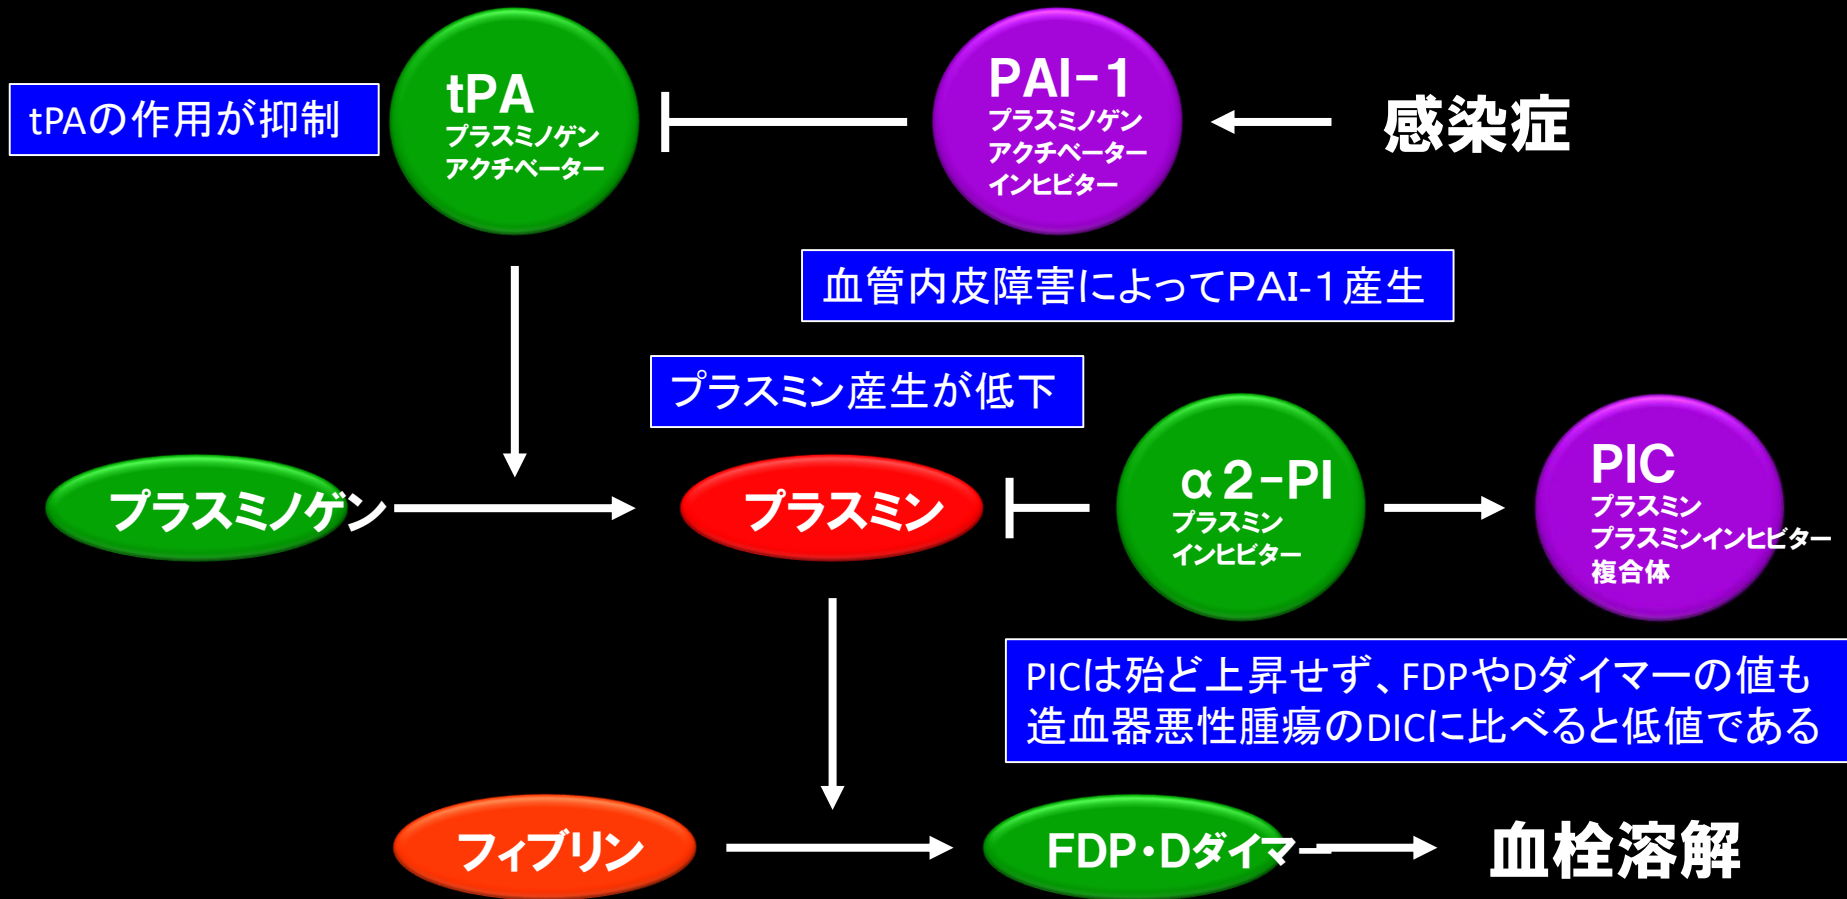 tPAの作用が抑制
tPA
プラスミノゲン
アクチベーター
PAI-1
プラスミノゲン
アクチベーター
インヒビター
感染症
血管内皮障害によってPAI-1産生
プラスミン産生が低下
プラスミノゲン
プラスミン
α2-PI
プラスミン
インヒビター
PIC
プラスミン
プラスミンインヒビター
複合体
PICは殆ど上昇せず、FDPやDダイマーの値も
造血器悪性腫瘍のDICに比べると低値である
フィブリン
FDP・Dダイマー
血栓溶解